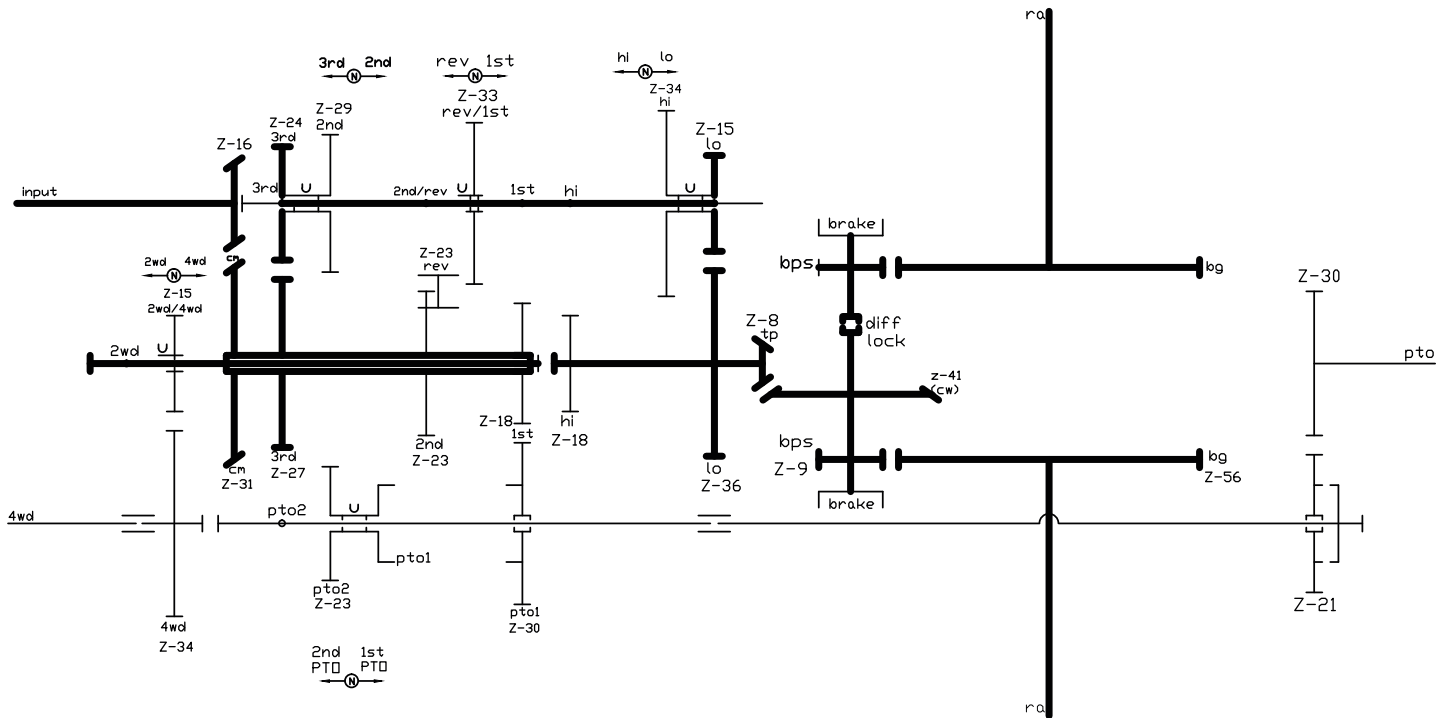 ra
3rd N 2nd
rev 1st
N
hi lo
N
Z-34
hi
Z-33
rev/1st
Z-29
2nd
Z-24
3rd
Z-16
Z-15
lo
input
3rd
U
2nd/rev
U
1st
hi
U
brake
2wd 4wd
N
cm
Z-23
rev
bps
bg
Z-30
Z-15
2wd/4wd
Z-8
tp
diff
lock
U
2wd
pto
z-41
(cw)
Z-18
1st
hi
Z-18
2nd
Z-23
3rd
Z-27
cm
Z-31
lo
Z-36
bps
Z-9
bg
Z-56
brake
4wd
pto2
U
pto1
pto2
Z-23
pto1
Z-30
Z-21
4wd
Z-34
2nd 1st
PTO PTO
N
ra